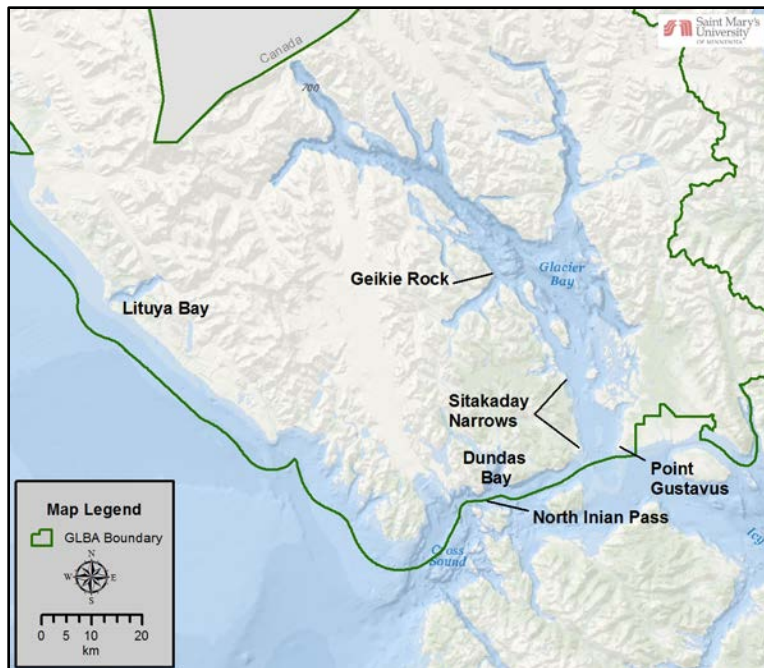 Saint Mary's
University
OF MINNESOTA
Canada
700
Geikie Rock
Glacier
Bay
Lituya Bay
Sitakaday
Narrows
Dundas
Bay
Point
Gustavus
North Inian Pass
Cross
Sound
Icy
Map Legend
GLBA Boundary
N
W
E
S
0 5 10 20
km